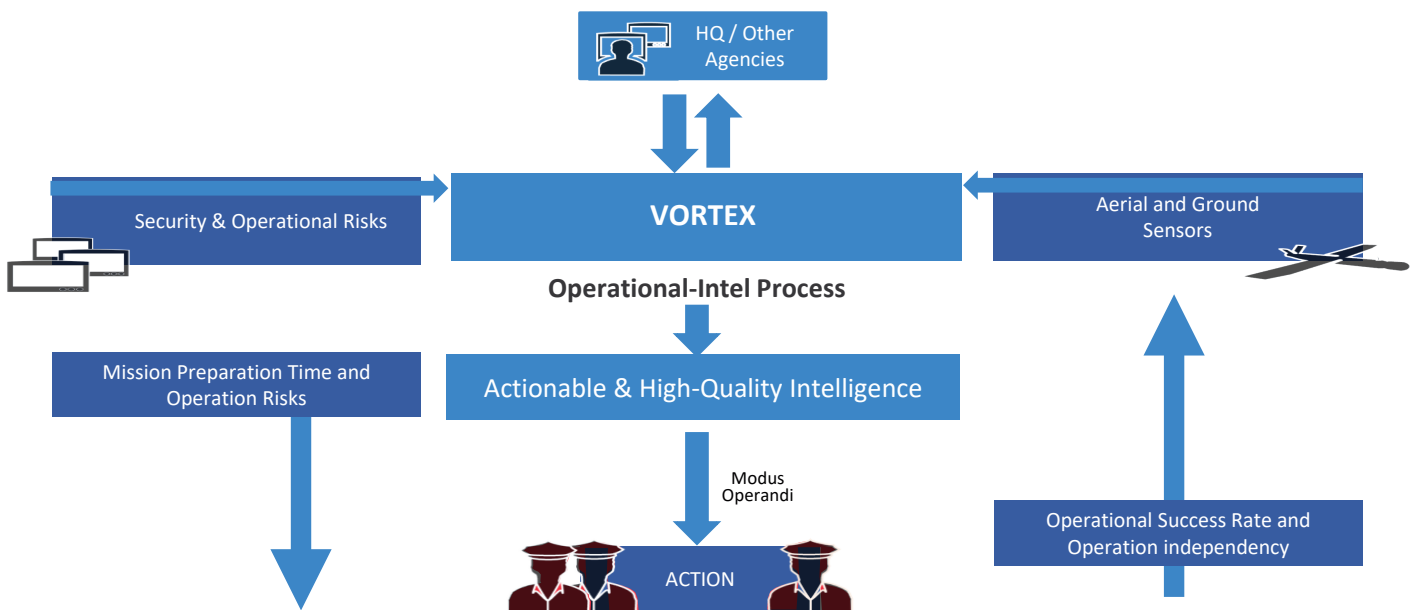 HQ / Other
Agencies
Security & Operational Risks
VORTEX
Aerial and Ground
Sensors
Operational-Intel Process
Mission Preparation Time and
Operation Risks
Actionable & High-Quality Intelligence
Modus
Operandi
Operational Success Rate and
Operation independency
ACTION